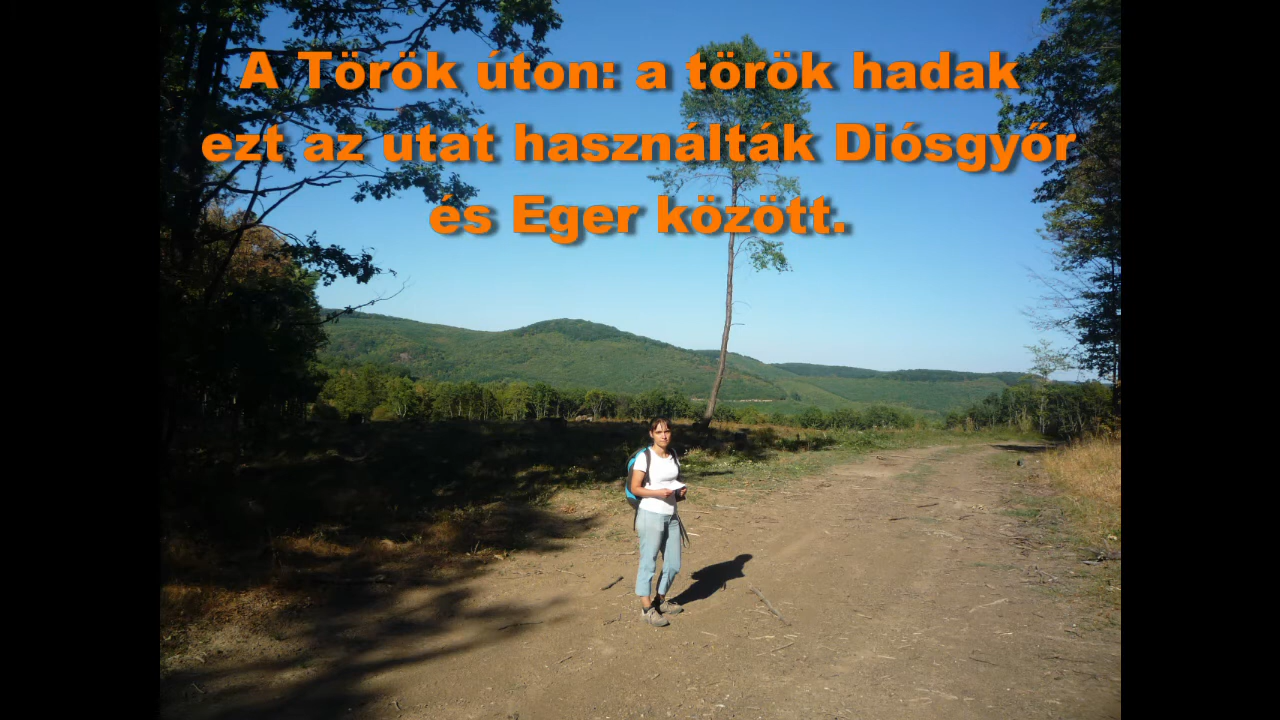 A Török úton: a török hadak
ezt az utat használták Diósgyőr
és Eger között.